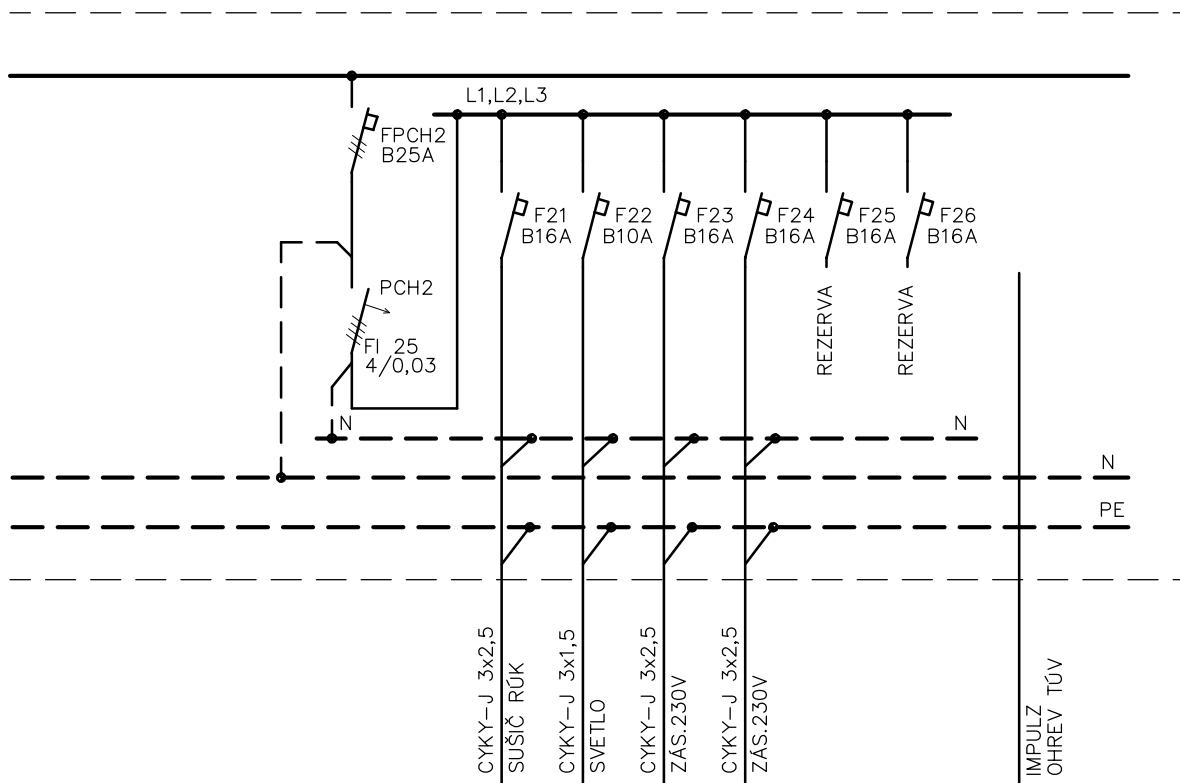 L1,L2,L3
FPCH2
B25A
F21
B16A
F22
B10A
F23
B16A
F24
B16A
F25
B16A
F26
B16A
PCH2
FI 25
4/0,03
REZERVA
REZERVA
N
N
N
PE
CYKY-J 3x2,5
SUŠIČ RÚK
CYKY-J 3x1,5
SVETLO
CYKY-J 3x2,5
ZÁS.230V
CYKY-J 3x2,5
ZÁS.230V
IMPULZ
OHREV TÚV